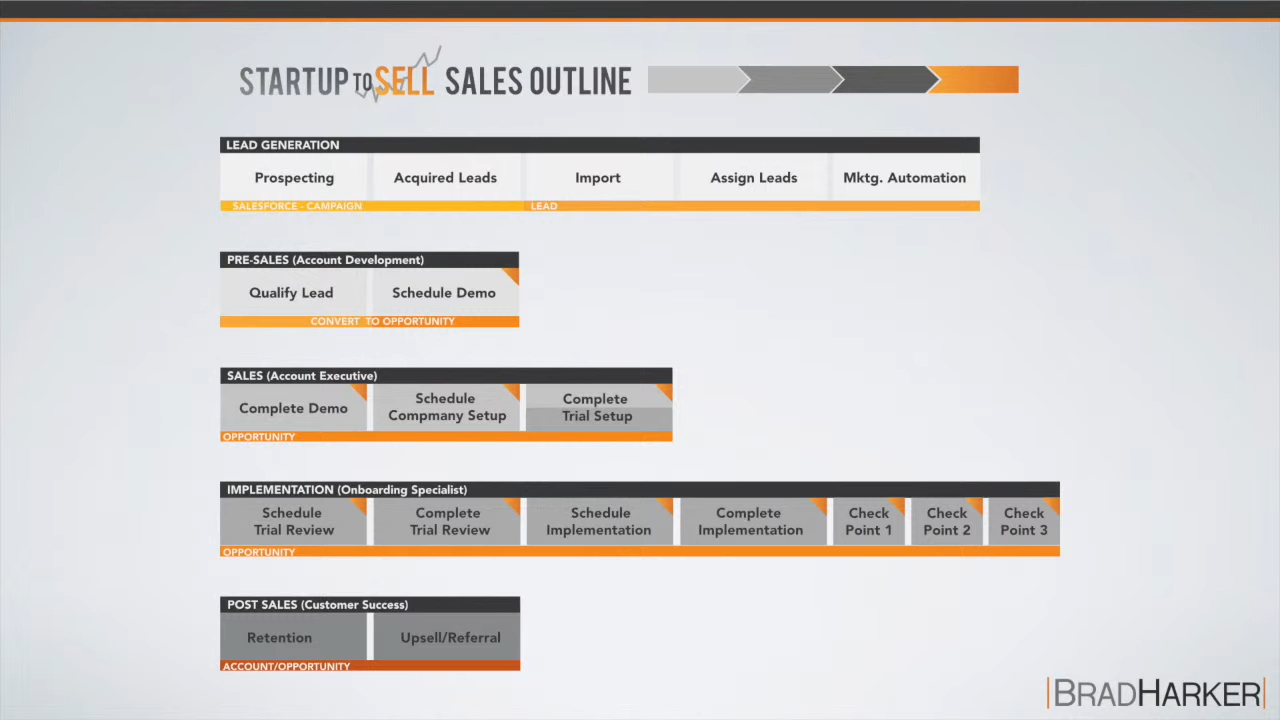 STARTUP TO SELL SALES OUTLINE
LEAD GENERATION
Prospecting
Acquired Leads
Import
Assign Leads
Mktg. Automation
SALESFORCE - CAMPAIGN
LEAD
PRE-SALES (Account Development)
Qualify Lead
Schedule Demo
CONVERT TO OPPORTUNITY
SALES (Account Executive)
Complete Demo
Schedule
Compmany Setup
Complete
Trial Setup
OPPORTUNITY
IMPLEMENTATION (Onboarding Specialist)
Schedule
Trial Review
Complete
Trial Review
Schedule
Implementation
Complete
Implementation
Check
Point 1
Check
Point 2
Check
Point 3
OPPORTUNITY
POST SALES (Customer Success)
Retention
Upsell/Referral
ACCOUNT/OPPORTUNITY
BRADHARKER